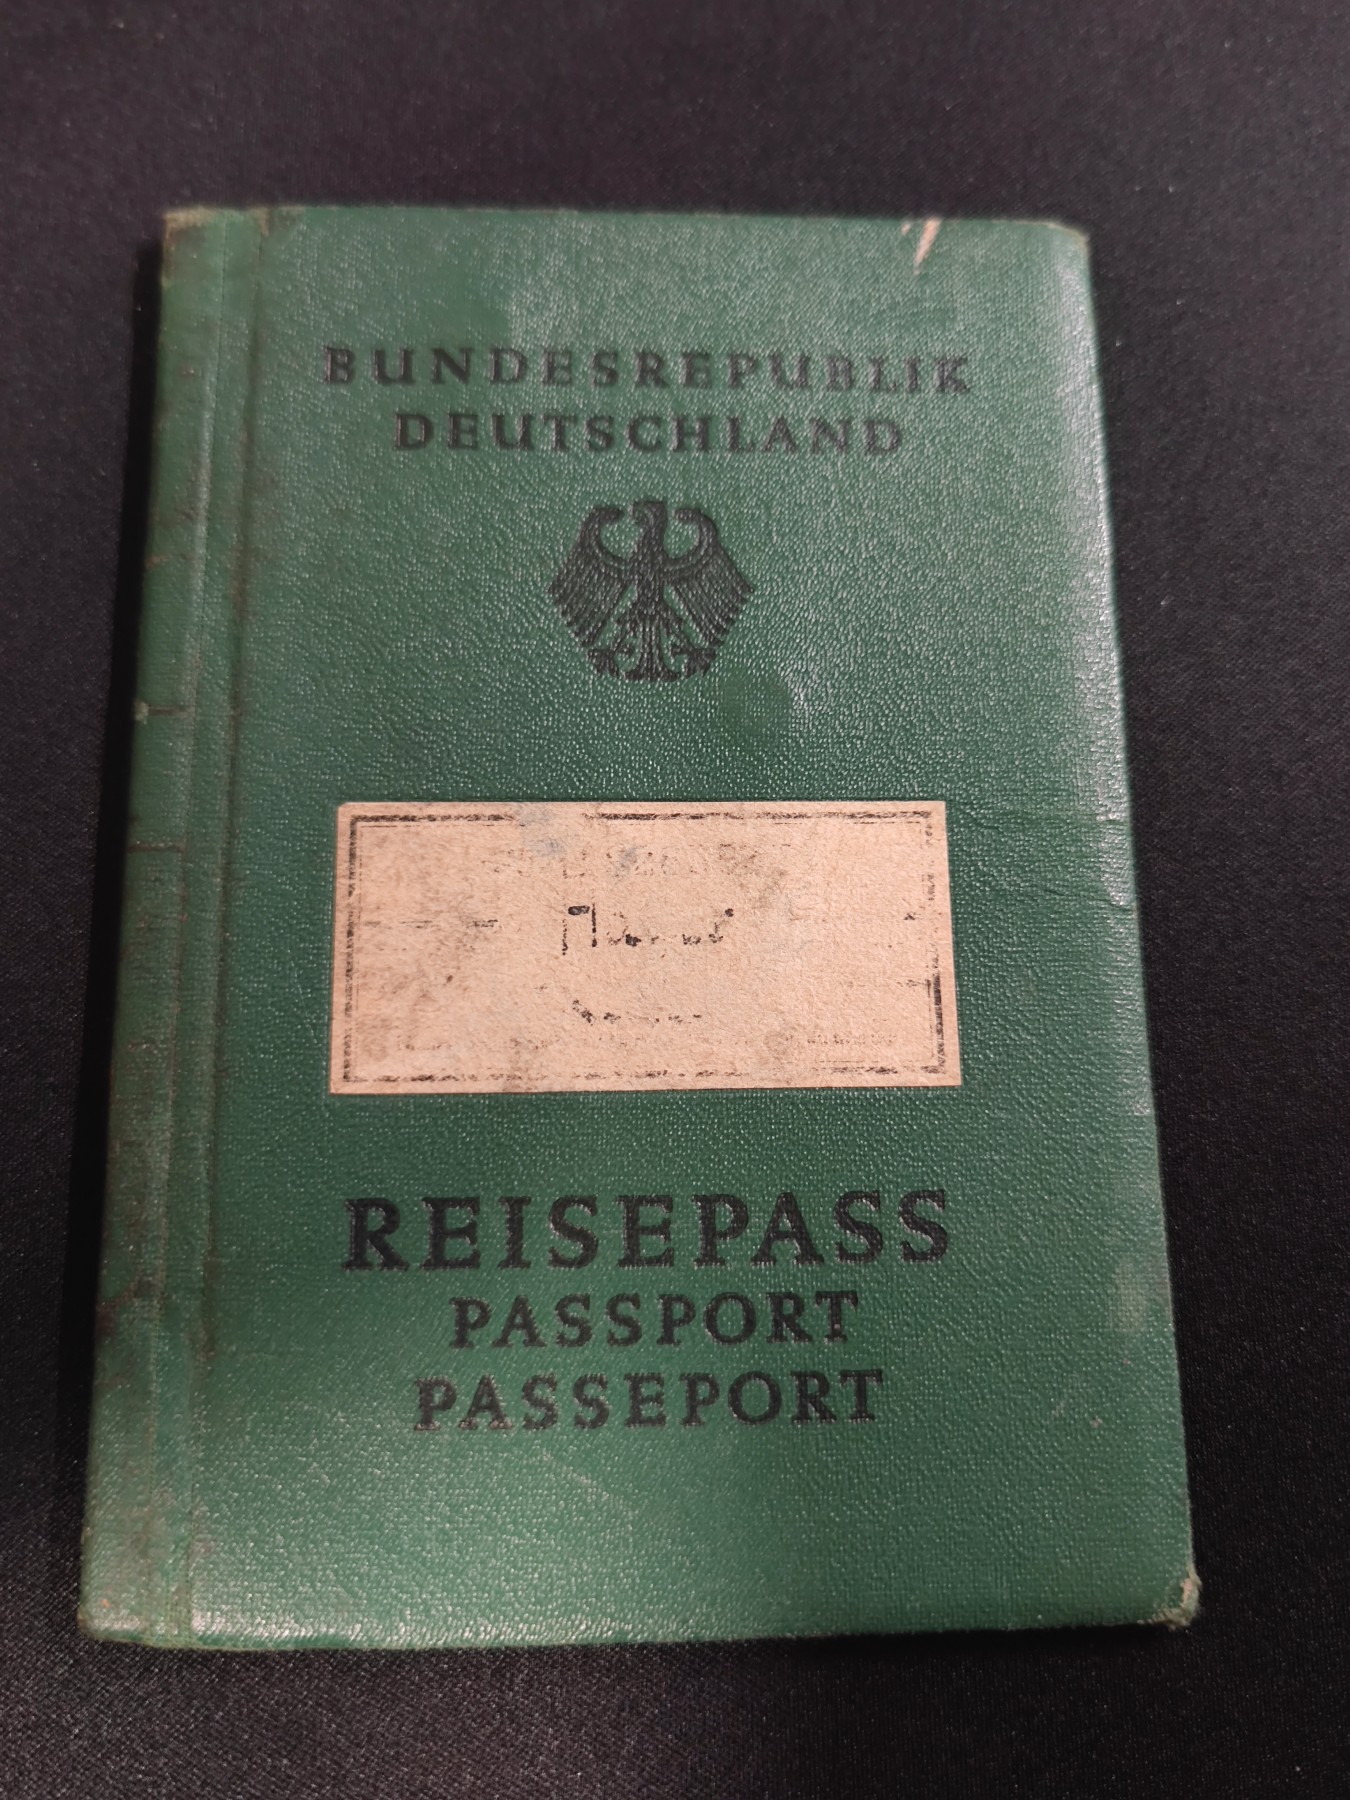 BUNDESREPUBLIK
DEUTSCHLAND
REISEPASS
PASSPORT
PASSEPORT